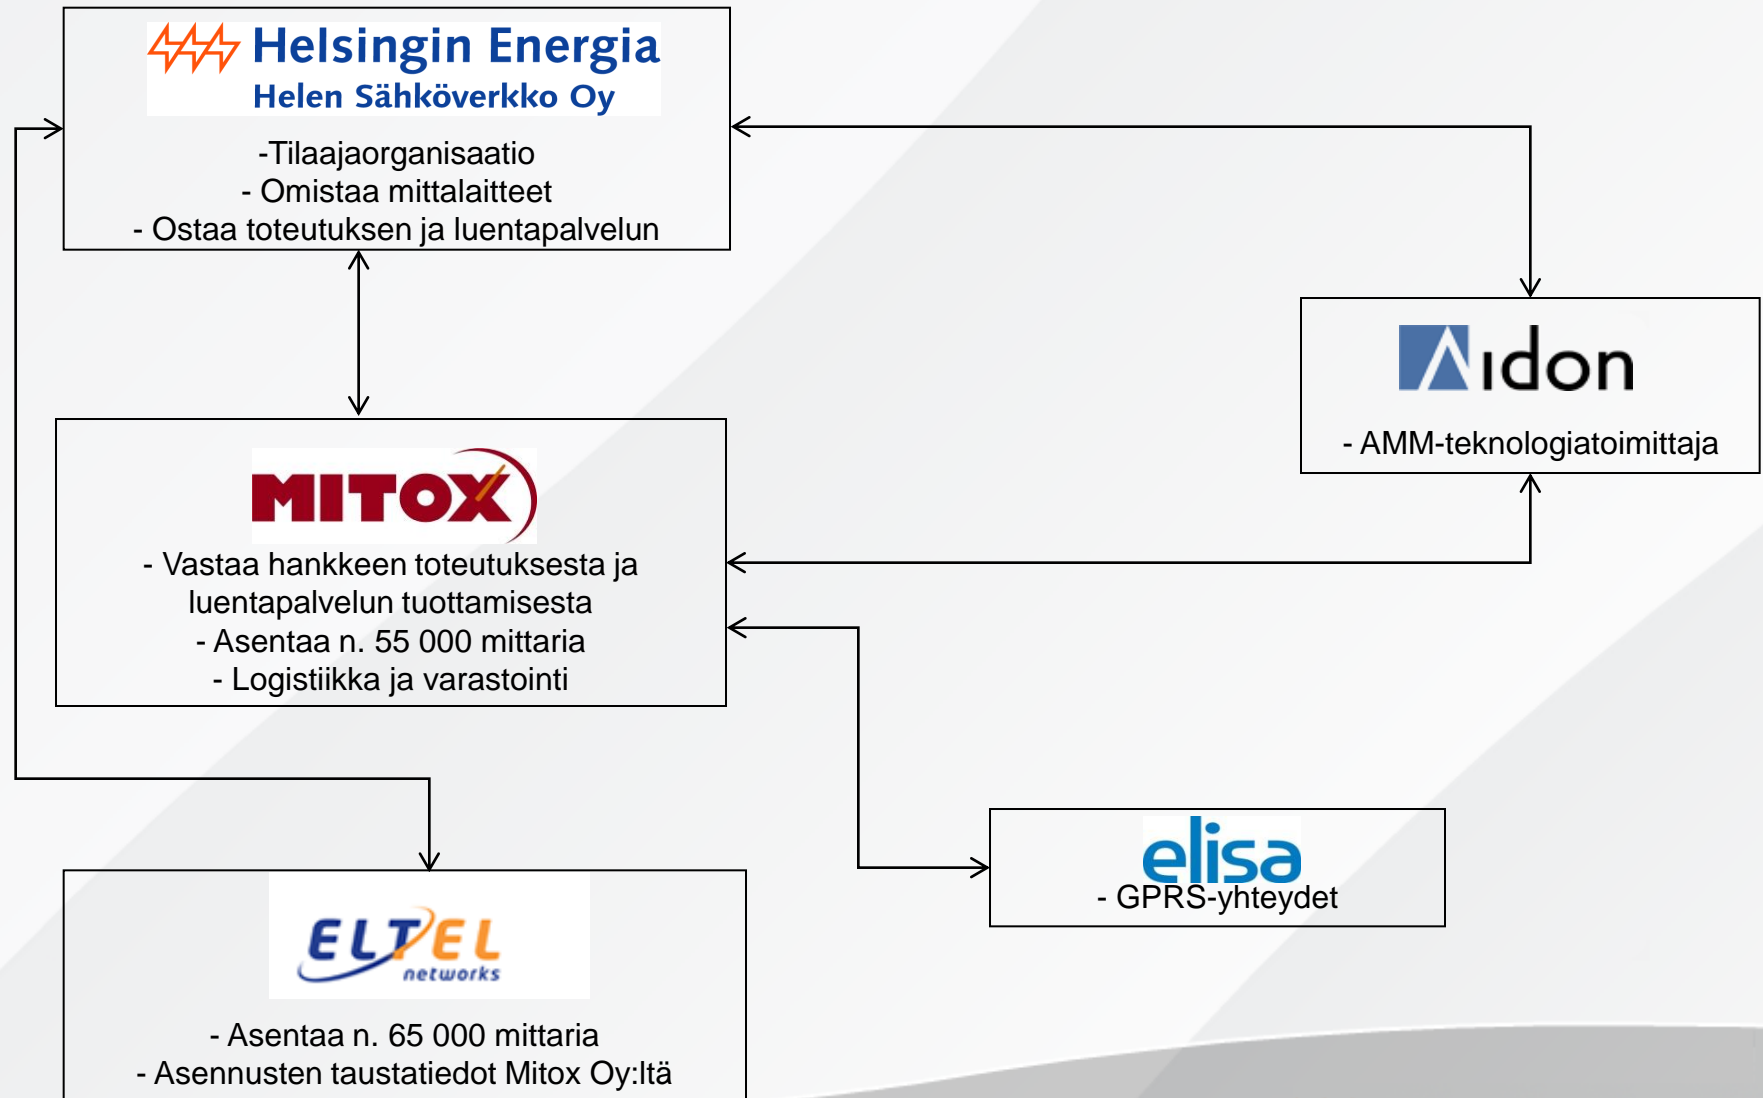 Helsingin Energia
Helen Sähköverkko Oy
-Tilaajaorganisaatio
- Omistaa mittalaitteet
- Ostaa toteutuksen ja luentapalvelun
Aidon
- AMM-teknologiatoimittaja
MITOX
- Vastaa hankkeen toteutuksesta ja
luentapalvelun tuottamisesta
- Asentaa n. 55 000 mittaria
- Logistiikka ja varastointi
elisa
- GPRS-yhteydet
ELTEL
networks
- Asentaa n. 65 000 mittaria
- Asennusten taustatiedot Mitox Oy:ltä